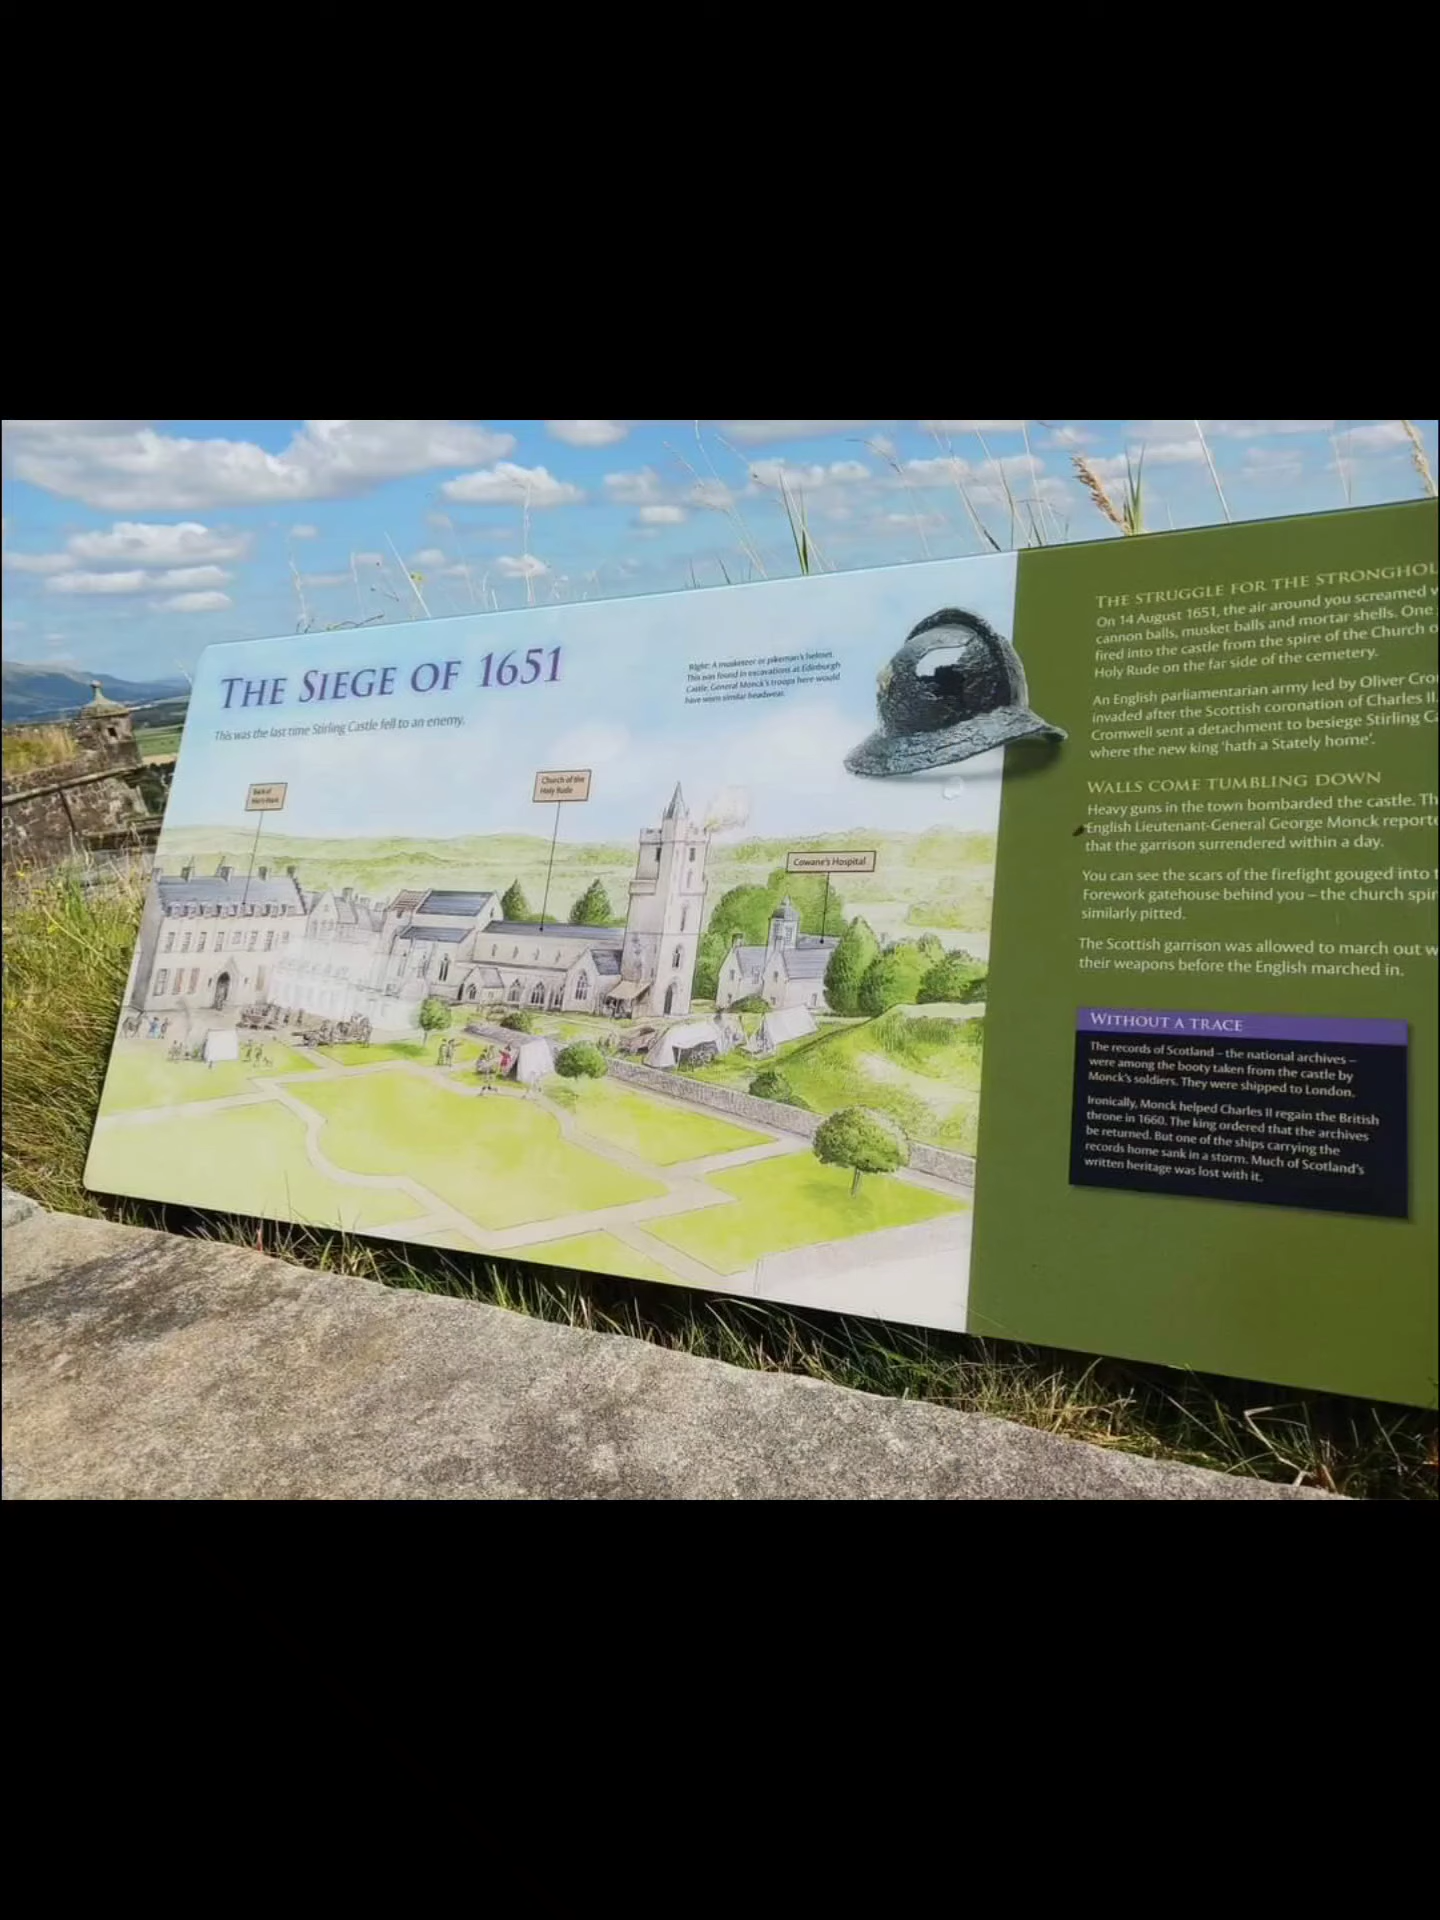 THE SIEGE OF 1651
This was the last time Stirling Castle fell to an enemy.
Right: A musketeer or pikeman's helmet.
This was found in excavations at Edinburgh
Castle. General Monck's troops here would
have worn similar headwear.
Back of
Mar's Wark
Church of the
Holy Rude
Cowane's Hospital
THE STRUGGLE FOR THE STRONGHOL
On 14 August 1651, the air around you screamed w
cannon balls, musket balls and mortar shells. One
fired into the castle from the spire of the Church o
Holy Rude on the far side of the cemetery.
An English parliamentarian army led by Oliver Cro
invaded after the Scottish coronation of Charles II.
Cromwell sent a detachment to besiege Stirling Ca
where the new king 'hath a Stately home'.
WALLS COME TUMBLING DOWN
Heavy guns in the town bombarded the castle. Th
English Lieutenant-General George Monck reporte
that the garrison surrendered within a day.
You can see the scars of the firefight gouged into t
Forework gatehouse behind you – the church spir
similarly pitted.
The Scottish garrison was allowed to march out w
their weapons before the English marched in.
WITHOUT A TRACE
The records of Scotland – the national archives –
were among the booty taken from the castle by
Monck's soldiers. They were shipped to London.
Ironically, Monck helped Charles II regain the British
throne in 1660. The king ordered that the archives
be returned. But one of the ships carrying the
records home sank in a storm. Much of Scotland's
written heritage was lost with it.